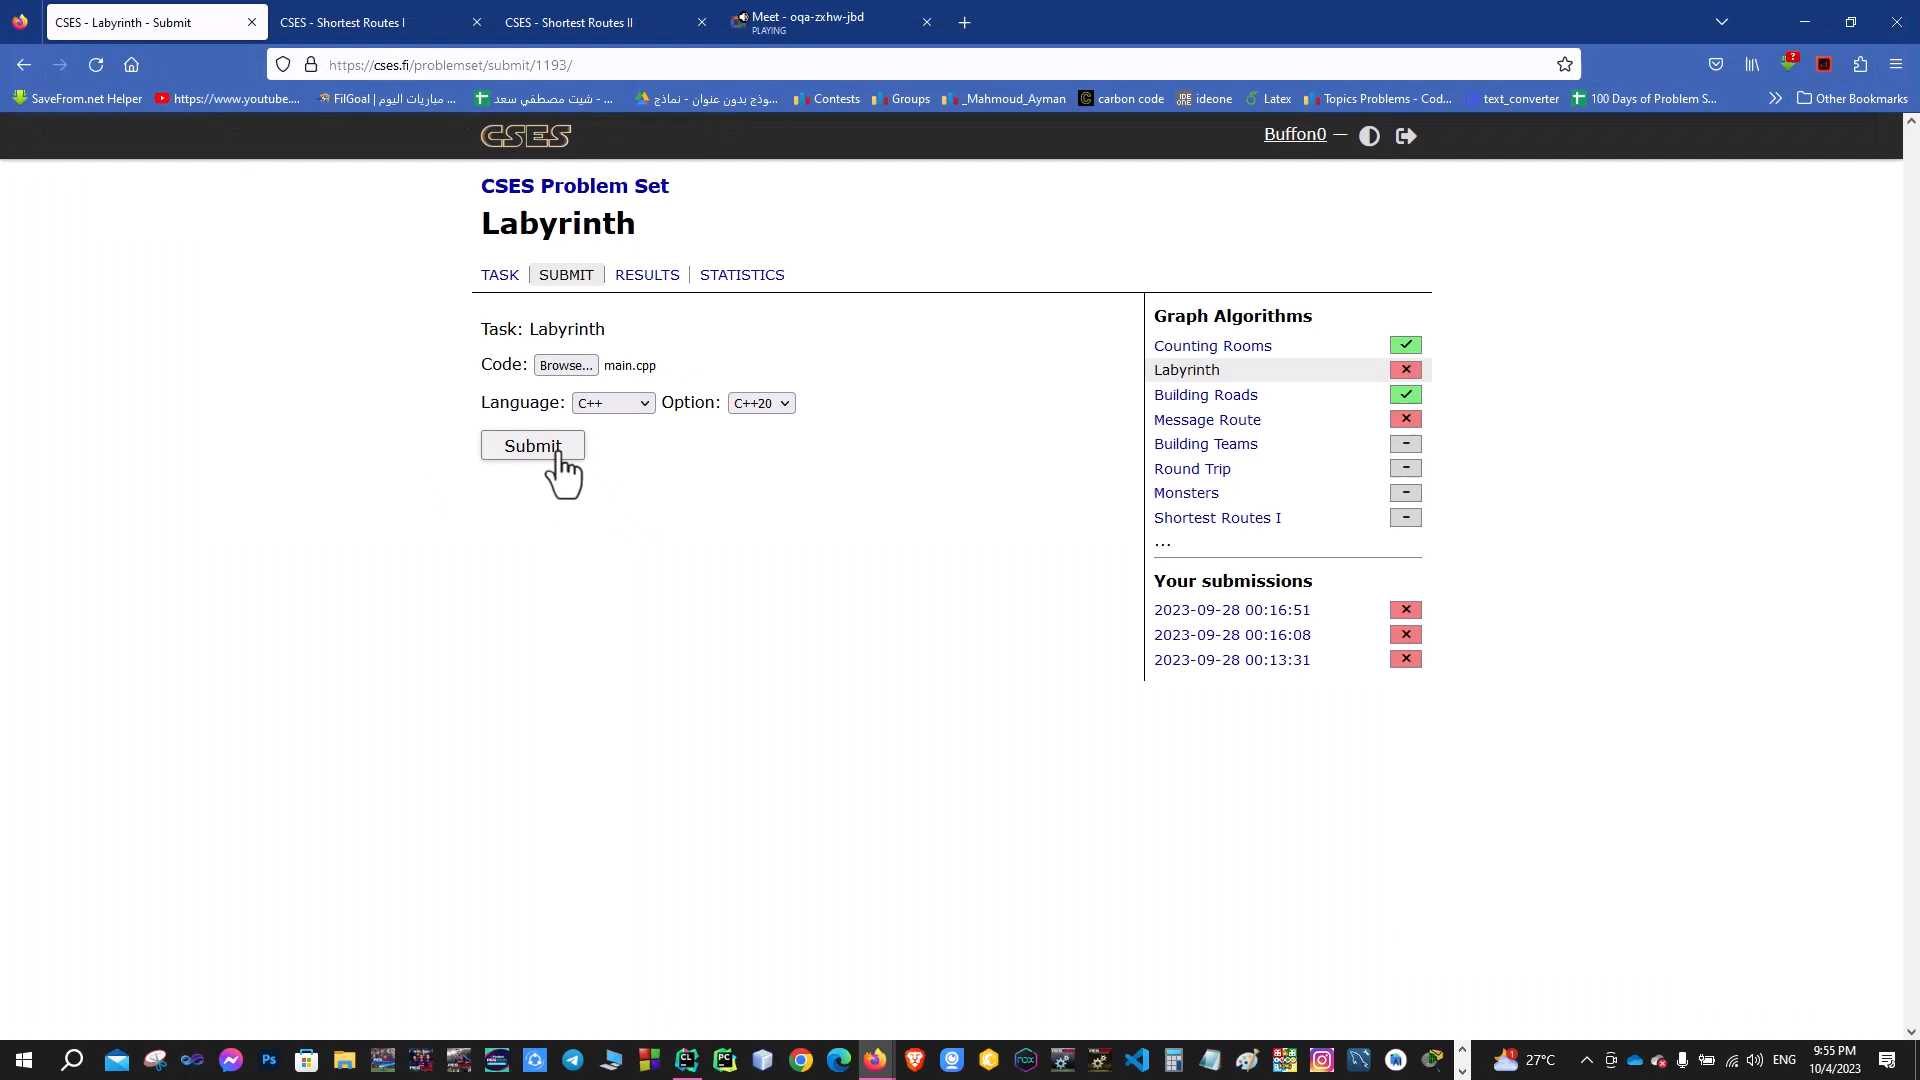 CSES - Labyrinth - Submit
CSES - Shortest Routes I
CSES - Shortest Routes II
Meet - oqa-zxhw-jbd
PLAYING
https://cses.fi/problemset/submit/1193/
SaveFrom.net Helper
https://www.youtube....
FilGoal | مباريات اليوم ...
شيت مصطفي سعد - ...
...وذج بدون عنوان - نماذج
Contests
Groups
_Mahmoud_Ayman
carbon code
ideone
Latex
Topics Problems - Cod...
text_converter
100 Days of Problem S...
Other Bookmarks
CSES
Buffon0 —
CSES Problem Set
Labyrinth
TASK
SUBMIT
RESULTS
STATISTICS
Task: Labyrinth
Code: Browse... main.cpp
Language: C++ Option: C++20
Submit
Graph Algorithms
Counting Rooms
Labyrinth
Building Roads
Message Route
Building Teams
Round Trip
Monsters
Shortest Routes I
...
Your submissions
2023-09-28 00:16:51
2023-09-28 00:16:08
2023-09-28 00:13:31
27°C
ENG
9:55 PM
10/4/2023